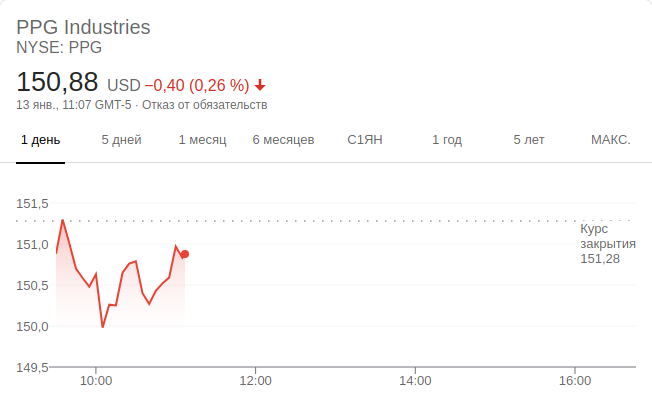 PPG Industries
NYSE: PPG
150,88 USD −0,40 (0,26 %)
13 янв., 11:07 GMT-5 · Отказ от обязательств
1 день 5 дней 1 месяц 6 месяцев С1ЯН 1 год 5 лет МАКС.
151,5
Курс
закрытия
151,28
151,0
150,5
150,0
149,5
10:00 12:00 14:00 16:00